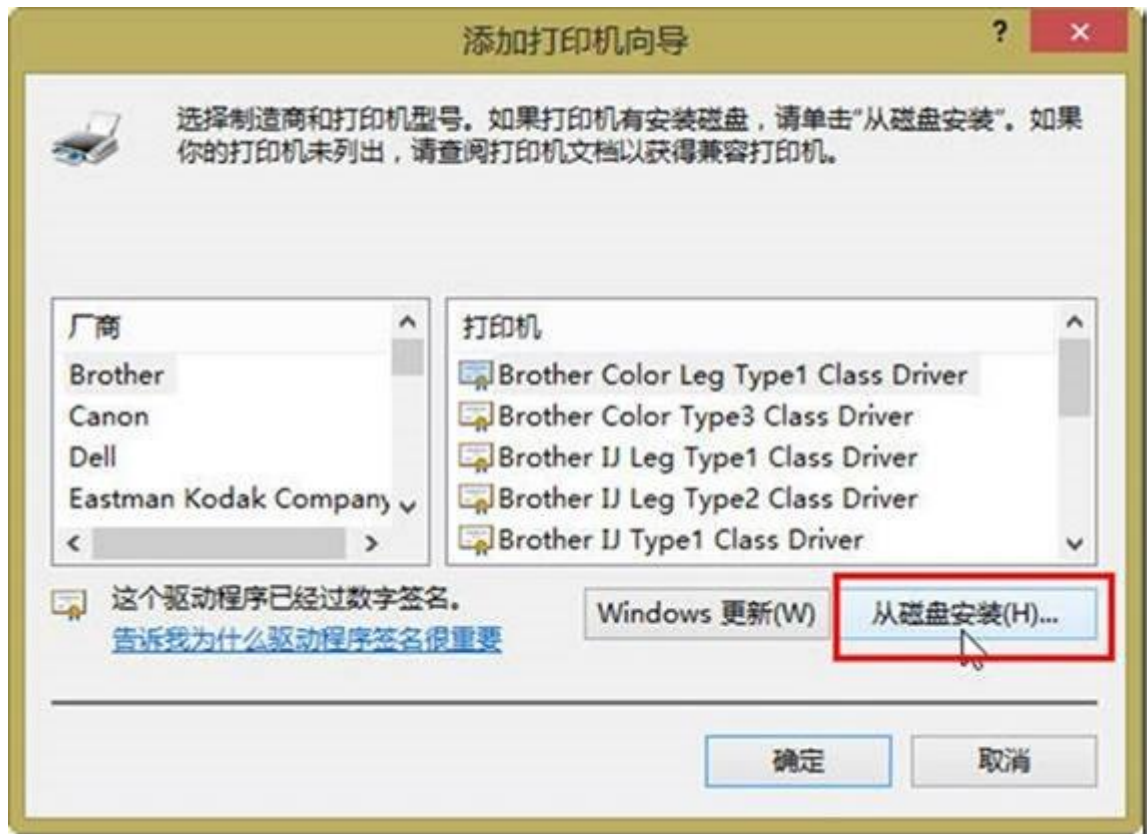 添加打印机向导
?
选择制造商和打印机型号。如果打印机有安装磁盘，请单击“从磁盘安装”。如果
你的打印机未列出，请查阅打印机文档以获得兼容打印机。
厂商
Brother
Canon
Dell
Eastman Kodak Company
打印机
Brother Color Leg Type1 Class Driver
Brother Color Type3 Class Driver
Brother IJ Leg Type1 Class Driver
Brother IJ Leg Type2 Class Driver
Brother IJ Type1 Class Driver
这个驱动程序已经过数字签名。
告诉我为什么驱动程序签名很重要
Windows 更新(W)
从磁盘安装(H)...
确定
取消